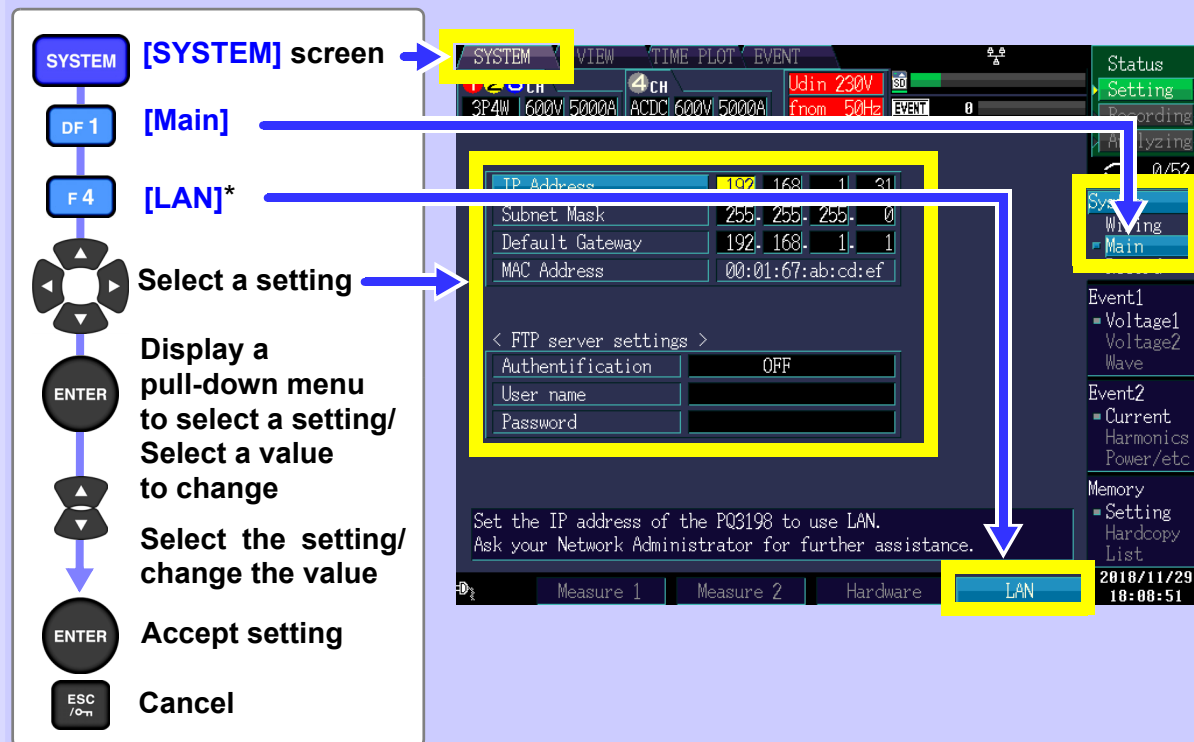 SYSTEM
[SYSTEM] screen
DF 1
[Main]
F 4
[LAN]*
Select a setting
ENTER
Display a
pull-down menu
to select a setting/
Select a value
to change
Select the setting/
change the value
ENTER
Accept setting
ESC
Cancel
SYSTEM VIEW TIME PLOT EVENT
1 2 3 CH 4 CH Udin 230V SD
3P4W 600V 5000A ACDC 600V 5000A fnom 50Hz EVENT 0
IP Address 192. 168. 1. 31
Subnet Mask 255. 255. 255. 0
Default Gateway 192. 168. 1. 1
MAC Address 00:01:67:ab:cd:ef
< FTP server settings >
Authentification OFF
User name
Password
Set the IP address of the PQ3198 to use LAN.
Ask your Network Administrator for further assistance.
Measure 1 Measure 2 Hardware LAN
Status
Setting
Recording
Analyzing
0/52
Wiring
Main
Event1
Voltage1
Voltage2
Wave
Event2
Current
Harmonics
Power/etc
Memory
Setting
Hardcopy
List
2018/11/29
18:08:51